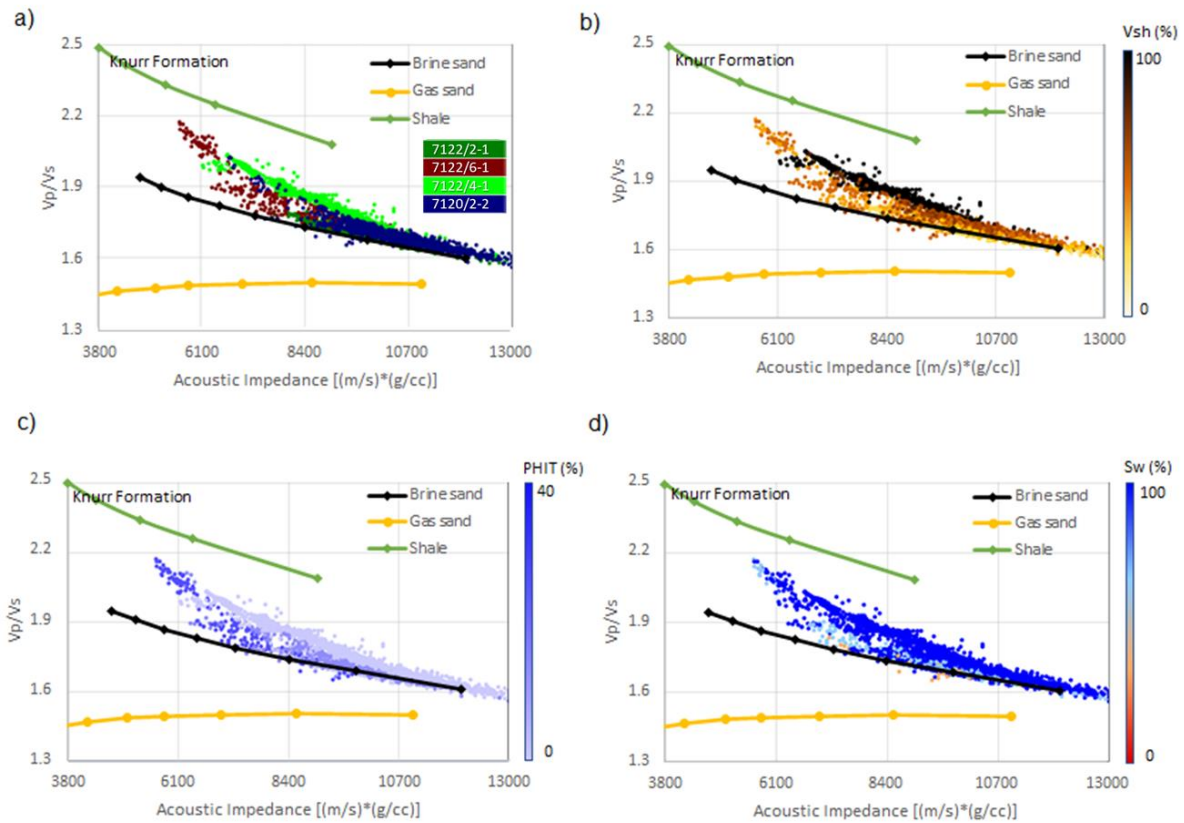 a)
2.5
2.2
1.9
1.6
1.3
Vp/Vs
Knurr Formation
Brine sand
Gas sand
Shale
7122/2-1
7122/6-1
7122/4-1
7120/2-2
3800 6100 8400 10700 13000
Acoustic Impedance [(m/s)*(g/cc)]
b)
2.5
2.2
1.9
1.6
1.3
Vp/Vs
Knurr Formation
Brine sand
Gas sand
Shale
Vsh (%)
100
0
3800 6100 8400 10700 13000
Acoustic Impedance [(m/s)*(g/cc)]
c)
2.5
2.2
1.9
1.6
1.3
Vp/Vs
Knurr Formation
Brine sand
Gas sand
Shale
PHIT (%)
40
0
3800 6100 8400 10700 13000
Acoustic Impedance [(m/s)*(g/cc)]
d)
2.5
2.2
1.9
1.6
1.3
Vp/Vs
Knurr Formation
Brine sand
Gas sand
Shale
Sw (%)
100
0
3800 6100 8400 10700 13000
Acoustic Impedance [(m/s)*(g/cc)]